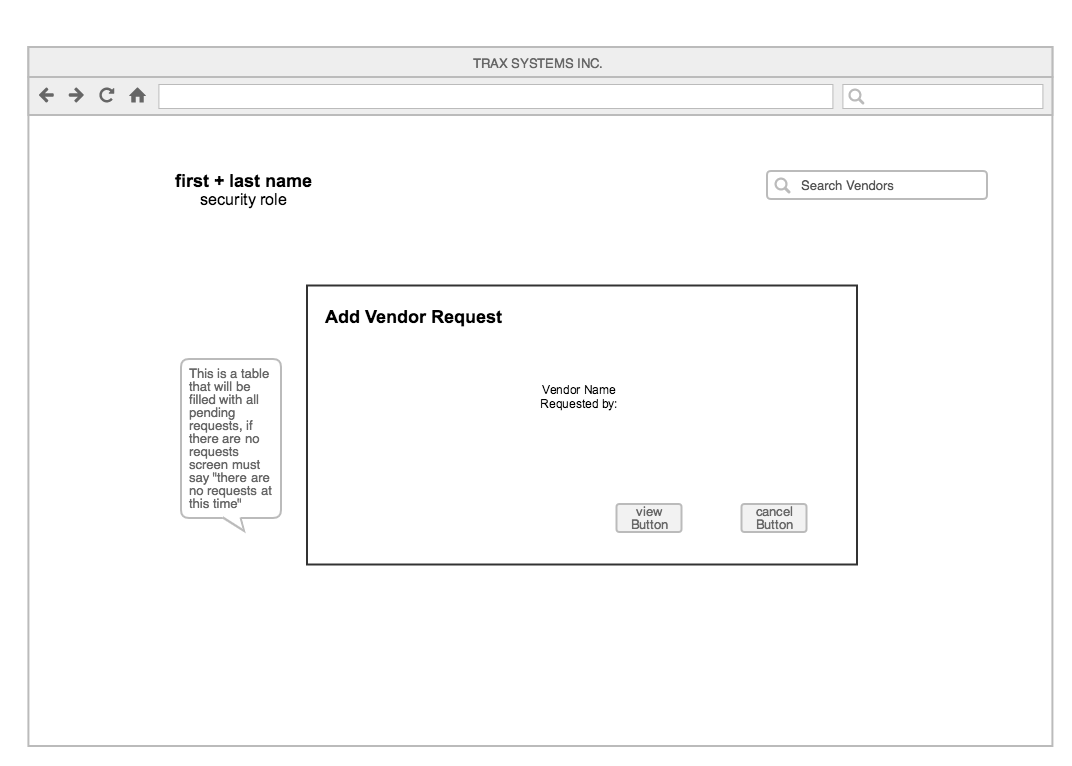 TRAX SYSTEMS INC.
first + last name
security role
Search Vendors
Add Vendor Request
This is a table
that will be
filled with all
pending
requests, if
there are no
requests
screen must
say "there are
no requests at
this time"
Vendor Name
Requested by:
view
Button
cancel
Button